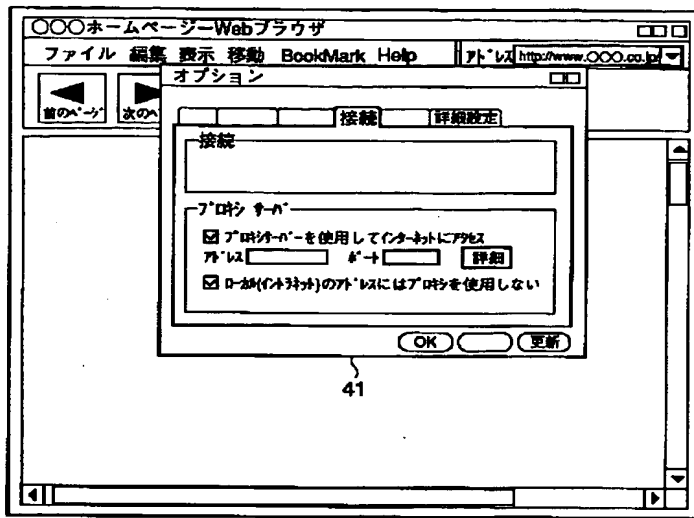 ○○○ホームページーWebブラウザ
ファイル 編集 表示 移動 BookMark Help アドレス http://www.○○○.co.jp/
前のページ 次のペ
オプション
接続 詳細設定
接続
プロキシ サーバ
プロキシサーバーを使用してインターネットにアクセス
アドレス ポート 詳細
ローカル(イントラネット)のアドレスにはプロキシを使用しない
OK 更新
41